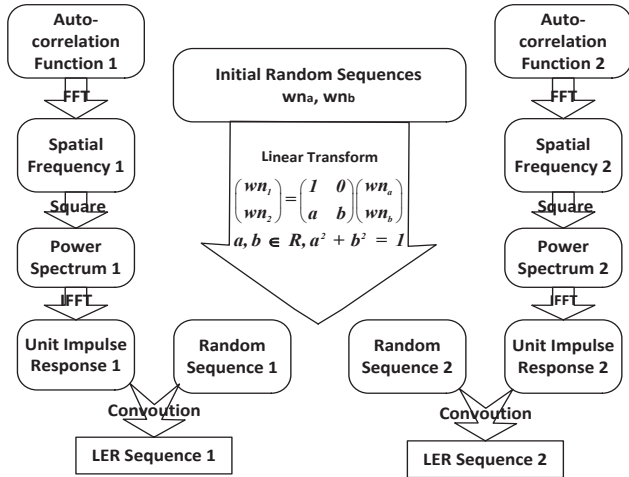 Auto-
correlation
Function 1
FFT
Spatial
Frequency 1
Square
Power
Spectrum 1
IFFT
Unit Impulse
Response 1
Random
Sequence 1
Convoution
LER Sequence 1
Initial Random Sequences
wna, wnb
Linear Transform
(wn₁ wn₂) = (1 0 a b)(wnₐ wn_b)
a, b ∈ R, a² + b² = 1
Auto-
correlation
Function 2
FFT
Spatial
Frequency 2
Square
Power
Spectrum 2
IFFT
Random
Sequence 2
Unit Impulse
Response 2
Convoution
LER Sequence 2